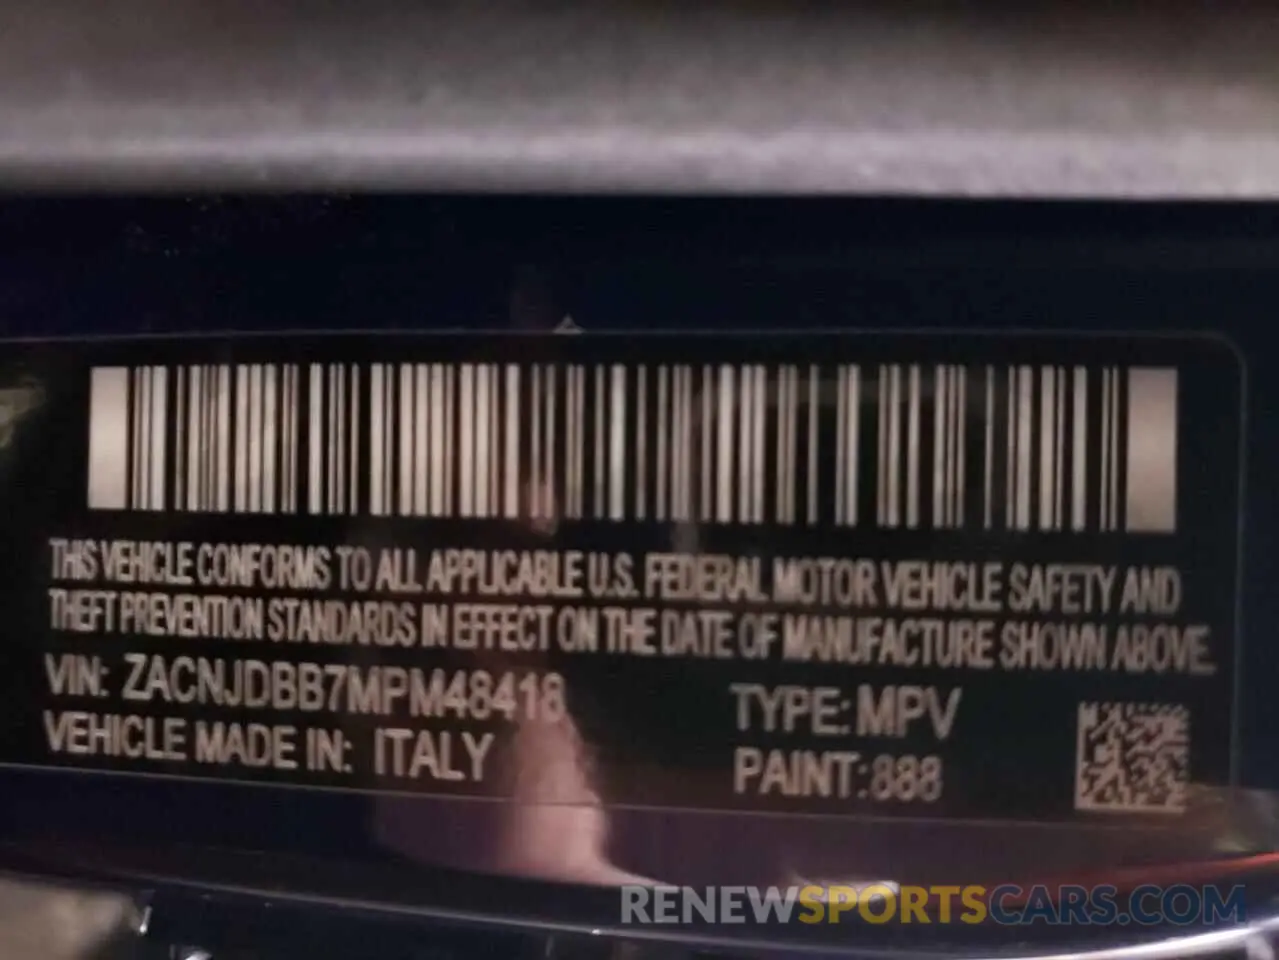 THIS VEHICLE CONFORMS TO ALL APPLICABLE U.S. FEDERAL MOTOR VEHICLE SAFETY AND
THEFT PREVENTION STANDARDS IN EFFECT ON THE DATE OF MANUFACTURE SHOWN ABOVE.
VIN: ZACNJDBB7MPM48418 TYPE: MPV
VEHICLE MADE IN: ITALY PAINT: 888
RENEWSPORTSCARS.COM